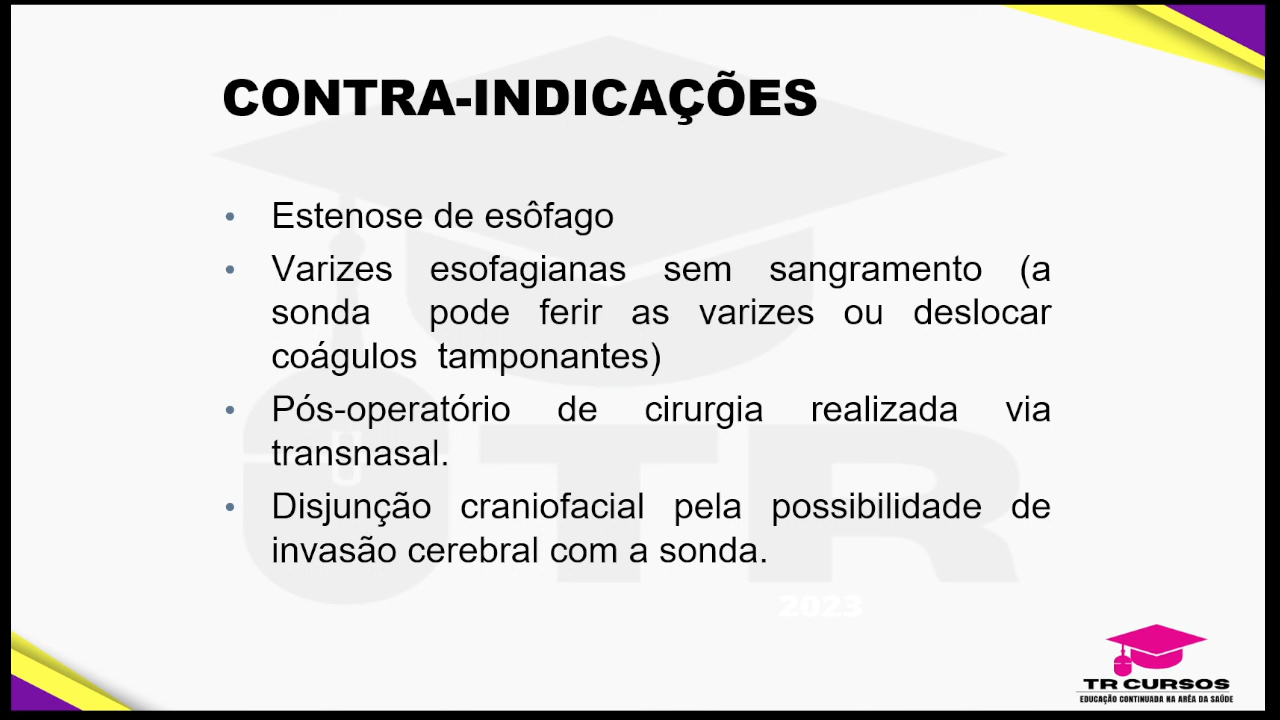 CONTRA-INDICAÇÕES
• Estenose de esôfago
• Varizes esofagianas sem sangramento (a
sonda pode ferir as varizes ou deslocar
coágulos tamponantes)
• Pós-operatório de cirurgia realizada via
transnasal.
• Disjunção craniofacial pela possibilidade de
invasão cerebral com a sonda.
TR
2023
TR CURSOS
EDUCAÇÃO CONTINUADA NA ARÊA DA SAÚDE